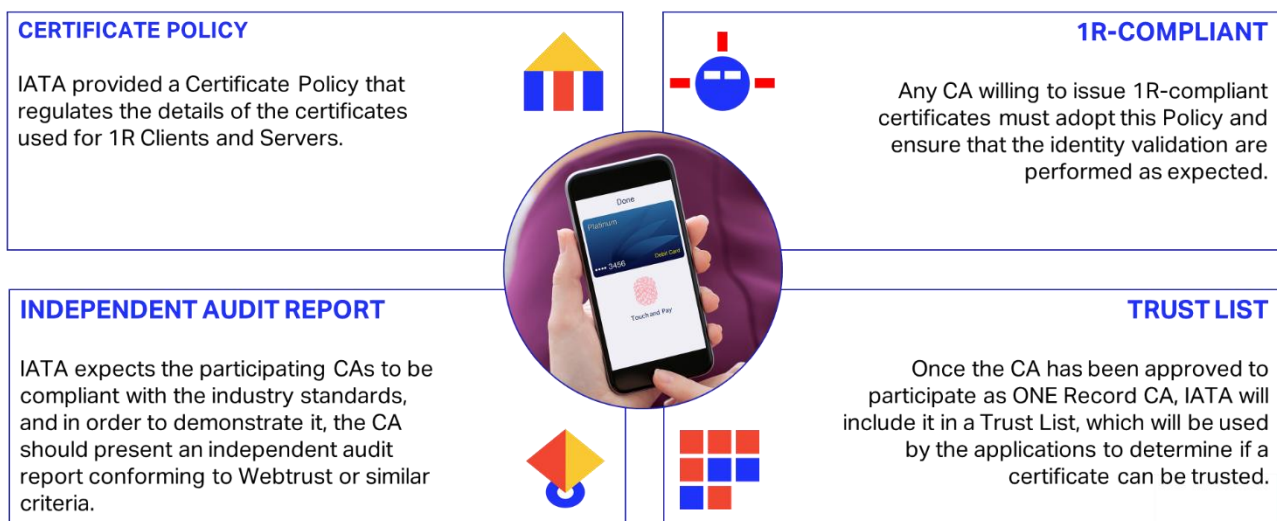 CERTIFICATE POLICY
IATA provided a Certificate Policy that
regulates the details of the certificates
used for 1R Clients and Servers.
1R-COMPLIANT
Any CA willing to issue 1R-compliant
certificates must adopt this Policy and
ensure that the identity validation are
performed as expected.
Done
Platinum
•••• 3456
Debit Card
Touch and Pay
INDEPENDENT AUDIT REPORT
IATA expects the participating CAs to be
compliant with the industry standards,
and in order to demonstrate it, the CA
should present an independent audit
report conforming to Webtrust or similar
criteria.
TRUST LIST
Once the CA has been approved to
participate as ONE Record CA, IATA will
include it in a Trust List, which will be used
by the applications to determine if a
certificate can be trusted.